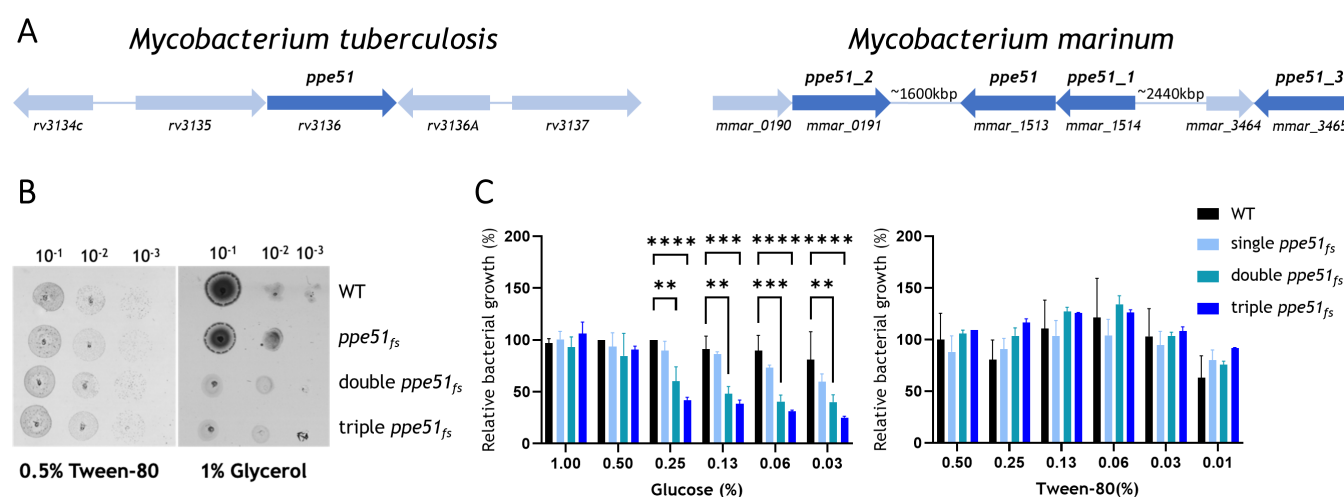 A
Mycobacterium tuberculosis
Mycobacterium marinum
ppe51
ppe51_2
ppe51
ppe51_1
ppe51_3
~1600kbp
~2440kbp
rv3134c
rv3135
rv3136
rv3136A
rv3137
mmar_0190
mmar_0191
mmar_1513
mmar_1514
mmar_3464
mmar_3465
B
10-1
10-2
10-3
10-1
10-2
10-3
WT
ppe51fs
double ppe51fs
triple ppe51fs
0.5% Tween-80
1% Glycerol
C
Relative bacterial growth (%)
200
150
100
50
0
****
***
****
****
**
**
***
**
1.00
0.50
0.25
0.13
0.06
0.03
Glucose (%)
Relative bacterial growth (%)
200
150
100
50
0
0.50
0.25
0.13
0.06
0.03
0.01
Tween-80(%)
WT
single ppe51fs
double ppe51fs
triple ppe51fs